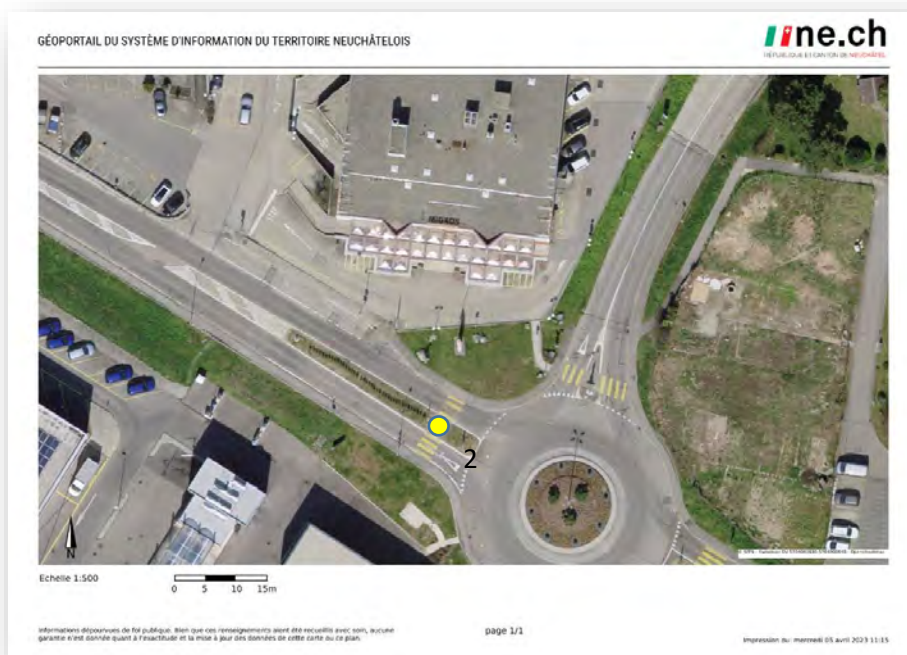 GÉOPORTAIL DU SYSTÈME D'INFORMATION DU TERRITOIRE NEUCHÂTELOIS
ne.ch
RÉPUBLIQUE ET CANTON DE NEUCHÂTEL
2
N
Echelle 1:500
0 5 10 15m
Informations dépourvues de foi publique. Bien que ces renseignements aient été recueillis avec soin, aucune
garantie n'est donnée quant à l'exactitude et la mise à jour des données de cette carte ou ce plan.
page 1/1
Impression du: mercredi 05 avril 2023 11:15